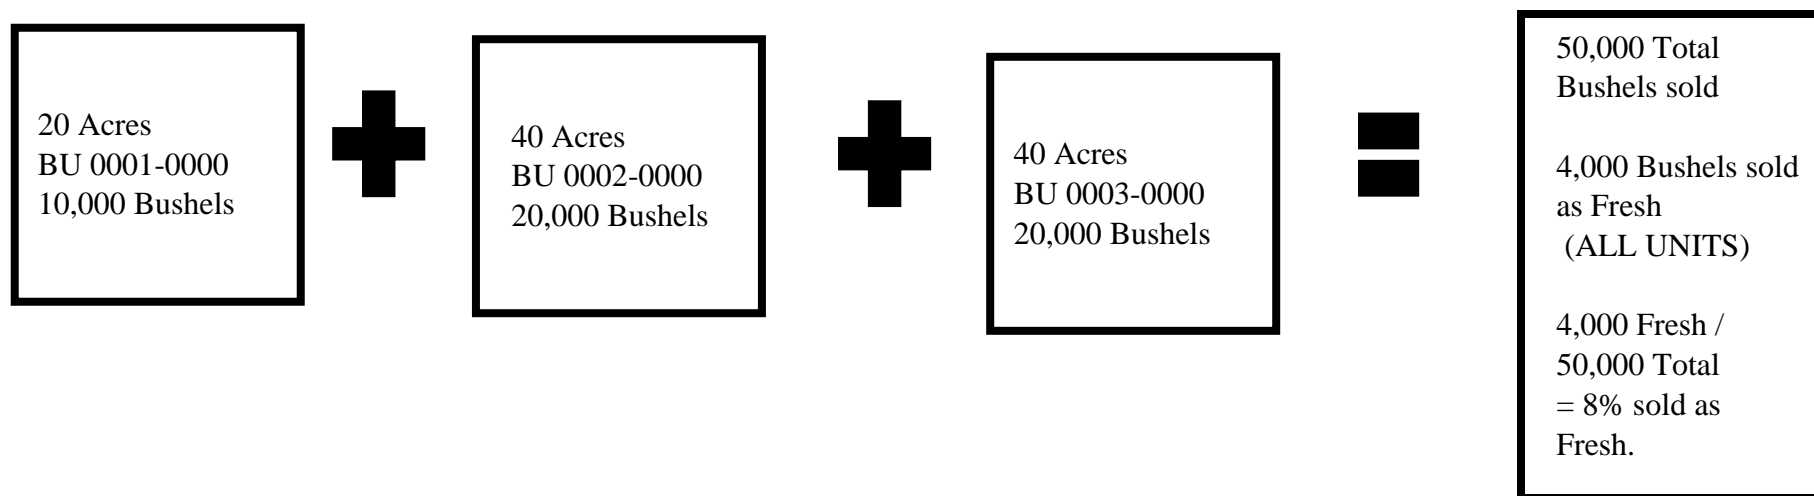 20 Acres
BU 0001-0000
10,000 Bushels
40 Acres
BU 0002-0000
20,000 Bushels
40 Acres
BU 0003-0000
20,000 Bushels
50,000 Total
Bushels sold
4,000 Bushels sold
as Fresh
(ALL UNITS)
4,000 Fresh /
50,000 Total
= 8% sold as
Fresh.